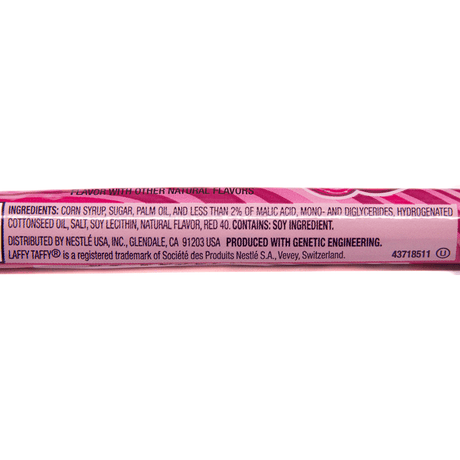 FLAVOR WITH OTHER NATURAL FLAVORS
INGREDIENTS: CORN SYRUP, SUGAR, PALM OIL, AND LESS THAN 2% OF MALIC ACID, MONO- AND DIGLYCERIDES, HYDROGENATED
COTTONSEED OIL, SALT, SOY LECITHIN, NATURAL FLAVOR, RED 40. CONTAINS: SOY INGREDIENT.
DISTRIBUTED BY NESTLÉ USA, INC., GLENDALE, CA 91203 USA PRODUCED WITH GENETIC ENGINEERING.
LAFFY TAFFY® is a registered trademark of Société des Produits Nestlé S.A., Vevey, Switzerland. 43718511 U